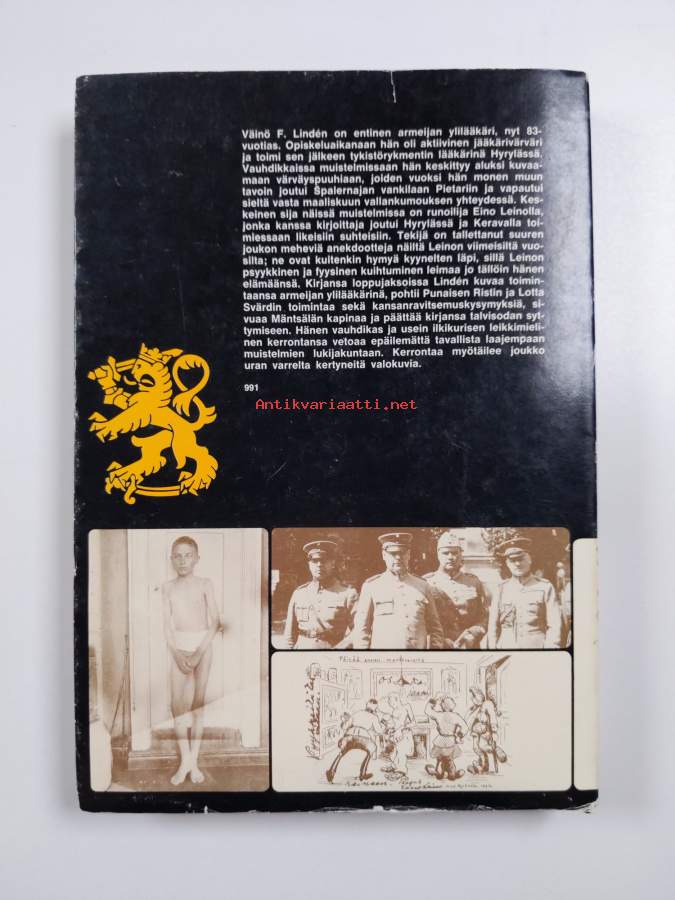 Väinö F. Lindén on entinen armeijan ylilääkäri, nyt 83-
vuotias. Opiskeluaikanaan hän oli aktiivinen jääkärivärväri
ja toimi sen jälkeen tykistörykmentin lääkärinä Hyrylässä.
Vauhdikkaissa muistelmissaan hän keskittyy aluksi kuvaa-
maan värväyspuuhiaan, joiden vuoksi hän monen muun
tavoin joutui Špalernajan vankilaan Pietariin ja vapautui
sieltä vasta maaliskuun vallankumouksen yhteydessä. Kes-
keinen sija näissä muistelmissa on runoilija Eino Leinolla,
jonka kanssa kirjoittaja joutui Hyrylässä ja Keravalla toi-
miessaan likeisiin suhteisiin. Tekijä on tallettanut suuren
joukon meheviä anekdootteja näiltä Leinon viimeisiltä vuo-
silta; ne ovat kuitenkin hymyä kyynelten läpi, sillä Leinon
psyykkinen ja fyysinen kuihtuminen leimaa jo tällöin hänen
elämäänsä. Kirjansa loppujaksoissa Lindén kuvaa toimin-
taansa armeijan ylilääkärinä, pohtii Punaisen Ristin ja Lotta
Svärdin toimintaa sekä kansanravitsemuskysymyksiä, si-
vuaa Mäntsälän kapinaa ja päättää kirjansa talvisodan syt-
tymiseen. Hänen vauhdikas ja usein ilkikurisen leikkimieli-
nen kerrontansa vetoaa epäilemättä tavallista laajempaan
muistelmien lukijakuntaan. Kerrontaa myötäilee joukko
uran varrelta kertyneitä valokuvia.
991
Antikvariaatti.net